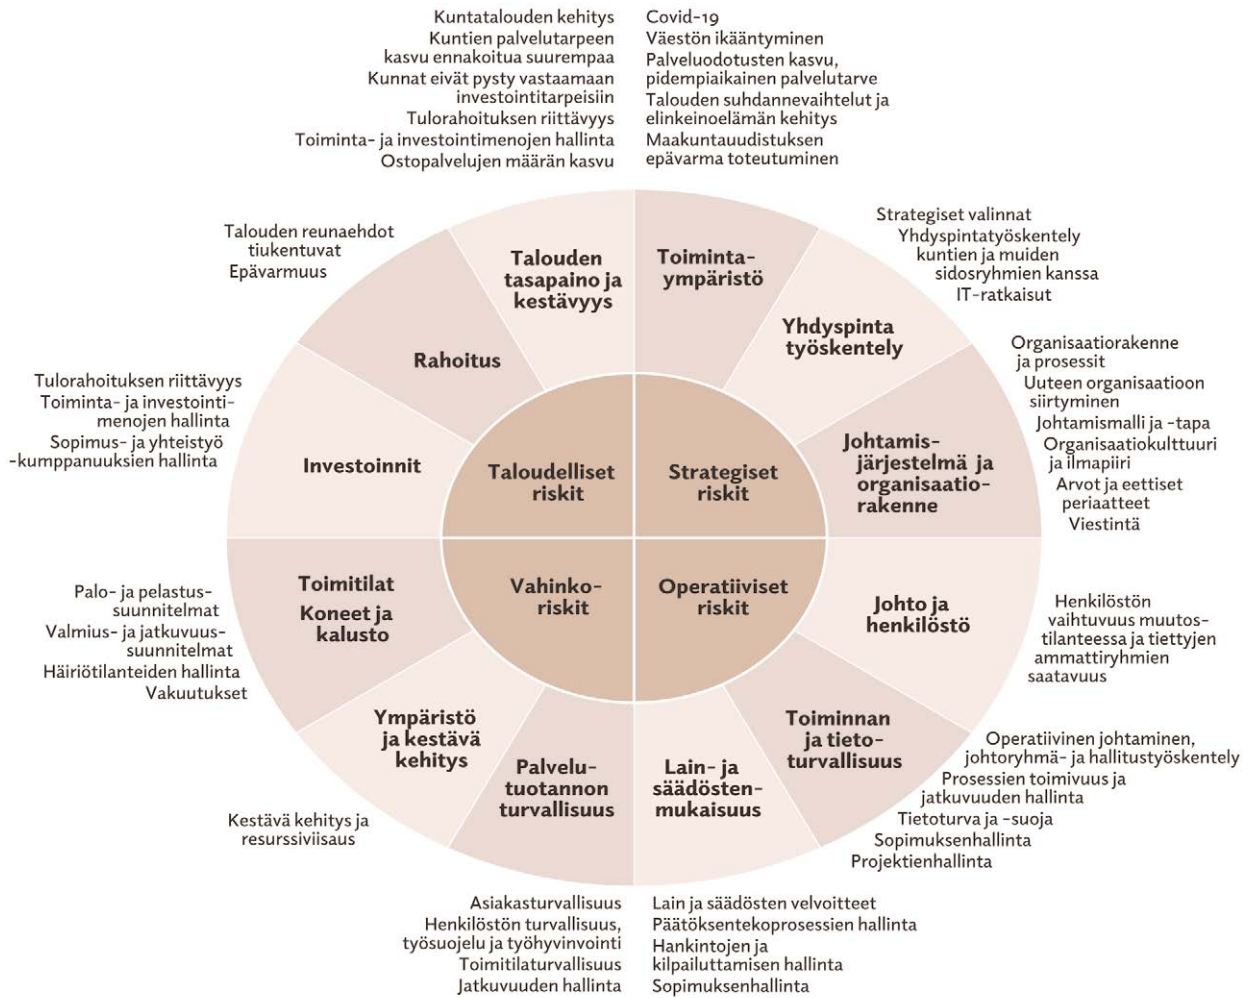 Kuntatalouden kehitys
Kuntien palvelutarpeen
kasvu ennakoitua suurempaa
Kunnat eivät pysty vastaamaan
investointitarpeisiin
Tulorahoituksen riittävyys
Toiminta- ja investointimenojen hallinta
Ostopalvelujen määrän kasvu
Covid-19
Väestön ikääntyminen
Palveluodotusten kasvu,
pidempiaikainen palvelutarve
Talouden suhdannevaihtelut ja
elinkeinoelämän kehitys
Maakuntauudistuksen
epävarma toteutuminen
Talouden reunaehdot
tiukentuvat
Epävarmuus
Strategiset valinnat
Yhdyspintatyöskentely
kuntien ja muiden
sidosryhmien kanssa
IT-ratkaisut
Talouden
tasapaino ja
kestävyys
Toiminta-
ympäristö
Rahoitus
Yhdyspinta
työskentely
Tulorahoituksen riittävyys
Toiminta- ja investointi-
menojen hallinta
Sopimus- ja yhteistyö
-kumppanuuksien hallinta
Organisaatiorakenne
ja prosessit
Uuteen organisaatioon
siirtyminen
Johtamismalli ja -tapa
Organisaatiokulttuuri
ja ilmapiiri
Arvot ja eettiset
periaatteet
Viestintä
Investoinnit
Taloudelliset
riskit
Strategiset
riskit
Johtamis-
järjestelmä ja
organisaatio-
rakenne
Toimitilat
Koneet ja
kalusto
Vahinko-
riskit
Operatiiviset
riskit
Johto ja
henkilöstö
Palo- ja pelastus-
suunnitelmat
Valmius- ja jatkuvuus-
suunnitelmat
Häiriötilanteiden hallinta
Vakuutukset
Henkilöstön
vaihtuvuus muutos-
tilanteessa ja tiettyjen
ammattiryhmien
saatavuus
Ympäristö
ja kestävä
kehitys
Palvelu-
tuotannon
turvallisuus
Lain- ja
säädösten-
mukaisuus
Toiminnan
ja tieto-
turvallisuus
Kestävä kehitys ja
resurssiviisaus
Operatiivinen johtaminen,
johtoryhmä- ja hallitustyöskentely
Prosessien toimivuus ja
jatkuvuuden hallinta
Tietoturva ja -suoja
Sopimuksenhallinta
Projektienhallinta
Asiakasturvallisuus
Henkilöstön turvallisuus,
työsuojelu ja työhyvinvointi
Toimitilaturvallisuus
Jatkuvuuden hallinta
Lain ja säädösten velvoitteet
Päätöksentekoprosessien hallinta
Hankintojen ja
kilpailuttamisen hallinta
Sopimuksenhallinta